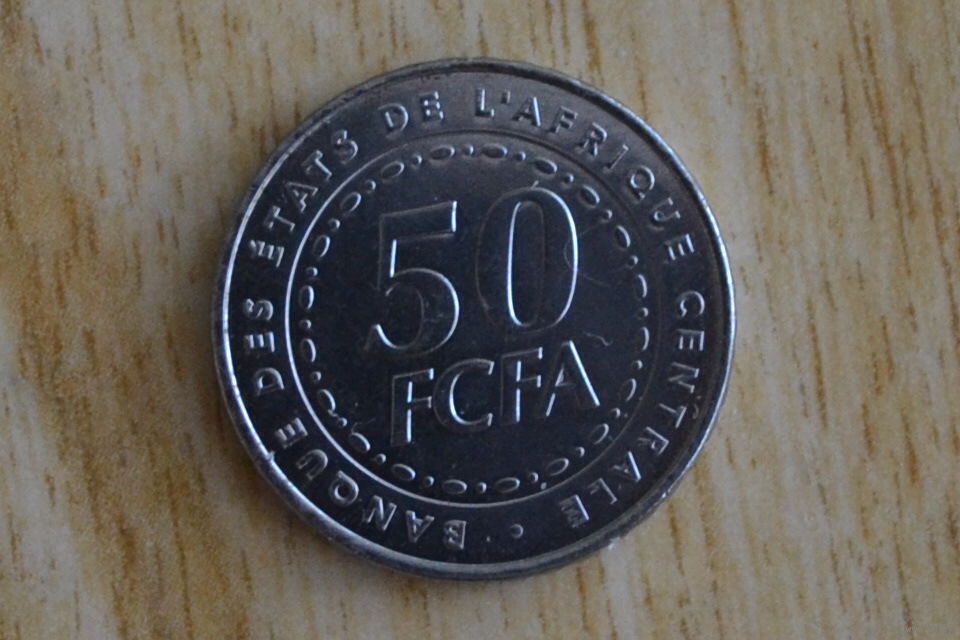 BANQUE DES ÉTATS DE L'AFRIQUE CENTRALE
50
FCFA